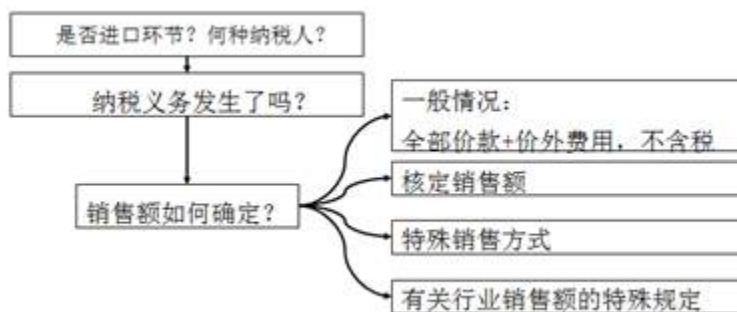 是否进口环节？何种纳税人？
纳税义务发生了吗？
销售额如何确定？
一般情况：
全部价款+价外费用，不含税
核定销售额
特殊销售方式
有关行业销售额的特殊规定